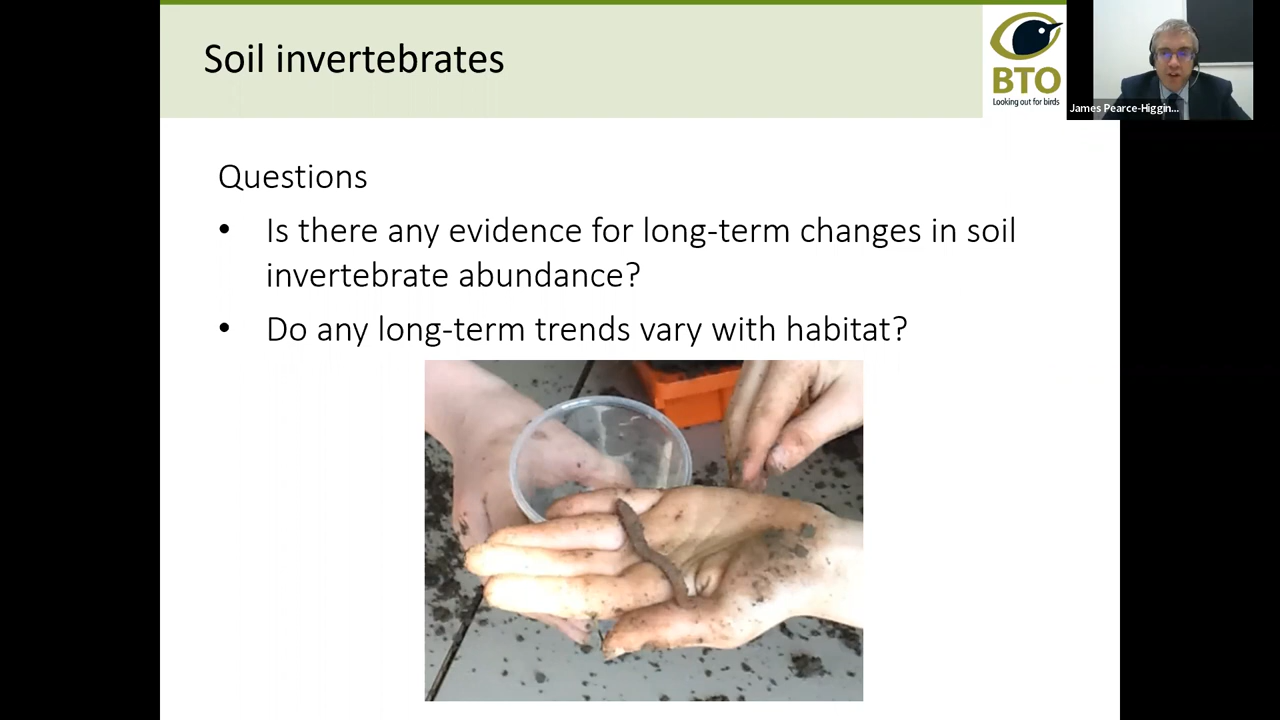 Soil invertebrates
BTO
Looking out for birds
James Pearce-Higgin...
Questions
• Is there any evidence for long-term changes in soil
invertebrate abundance?
• Do any long-term trends vary with habitat?